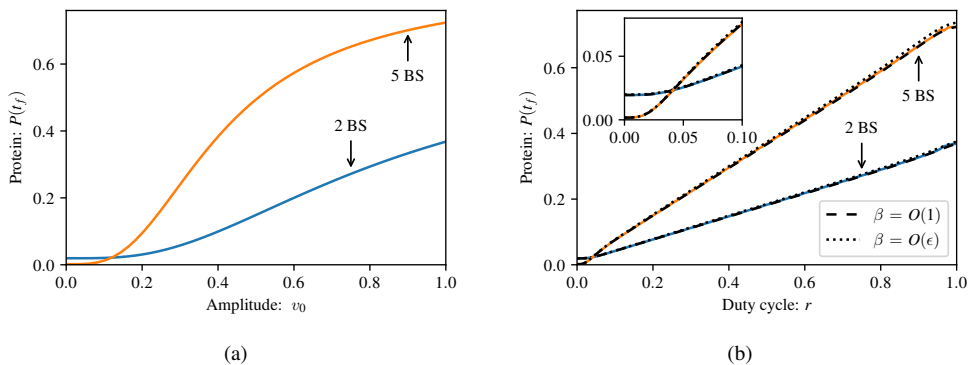 0.6
0.4
0.2
0.0
Protein: P(t_f)
5 BS
2 BS
0.0 0.2 0.4 0.6 0.8 1.0
Amplitude: v_0
(a)
0.6
0.4
0.2
0.0
Protein: P(t_f)
0.05
0.00
0.00 0.05 0.10
5 BS
2 BS
β = O(1)
β = O(ϵ)
0.0 0.2 0.4 0.6 0.8 1.0
Duty cycle: r
(b)